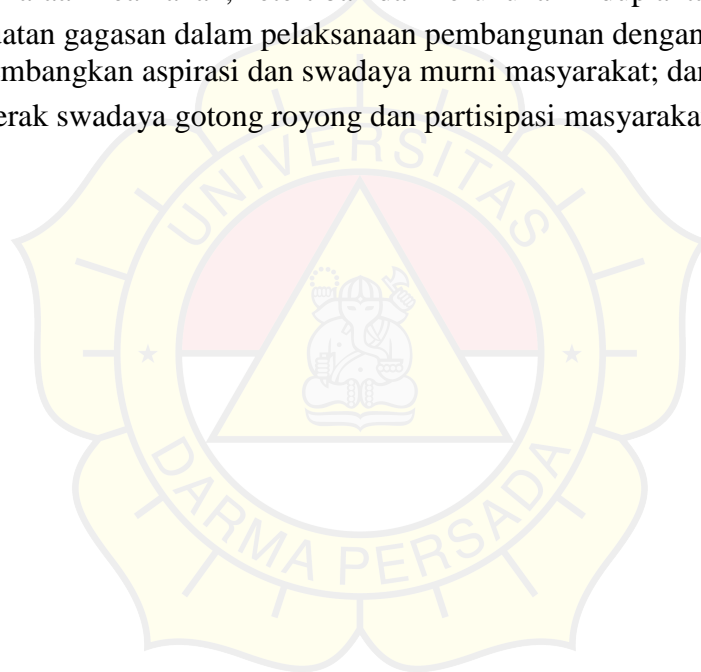 uatan gagasan dalam pelaksanaan pembangunan dengan
mbangkan aspirasi dan swadaya murni masyarakat; dan
erak swadaya gotong royong dan partisipasi masyaraka
UNIVERSITAS
DARMA PERSADA